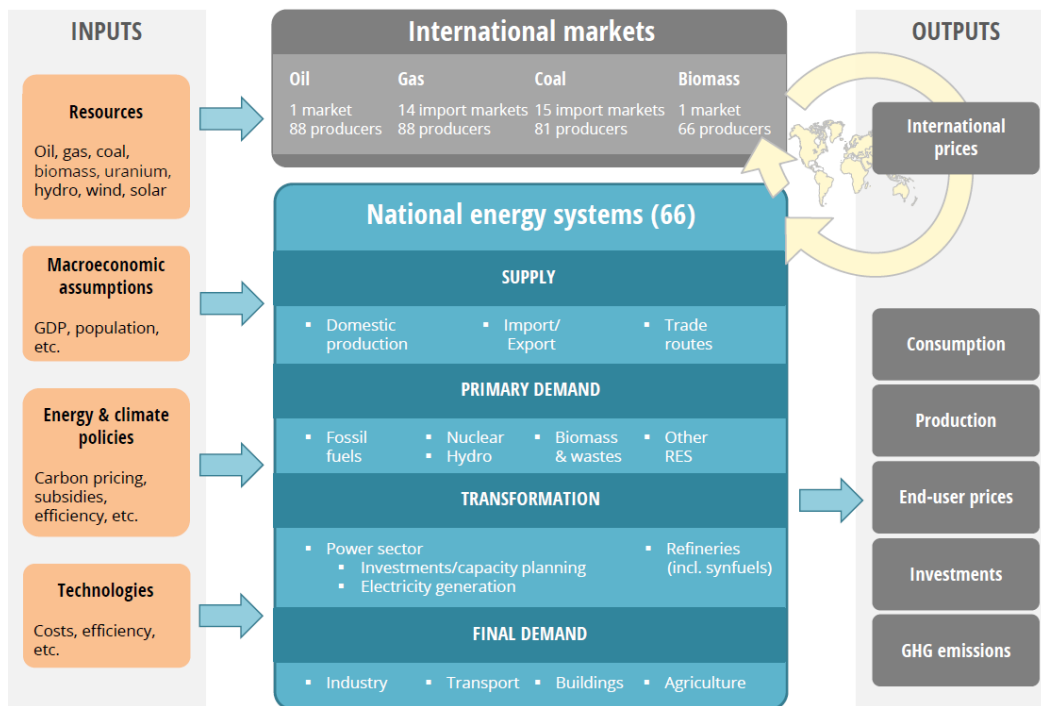 INPUTS
Resources
Oil, gas, coal,
biomass, uranium,
hydro, wind, solar
Macroeconomic
assumptions
GDP, population,
etc.
Energy & climate
policies
Carbon pricing,
subsidies,
efficiency, etc.
Technologies
Costs, efficiency,
etc.
International markets
Oil
1 market
88 producers
Gas
14 import markets
88 producers
Coal
15 import markets
81 producers
Biomass
1 market
66 producers
National energy systems (66)
SUPPLY
▪ Domestic
production
▪ Import/
Export
▪ Trade
routes
PRIMARY DEMAND
▪ Fossil
fuels
▪ Nuclear
▪ Hydro
▪ Biomass
& wastes
▪ Other
RES
TRANSFORMATION
▪ Power sector
▪ Investments/capacity planning
▪ Electricity generation
▪ Refineries
(incl. synfuels)
FINAL DEMAND
▪ Industry
▪ Transport
▪ Buildings
▪ Agriculture
OUTPUTS
International
prices
Consumption
Production
End-user prices
Investments
GHG emissions